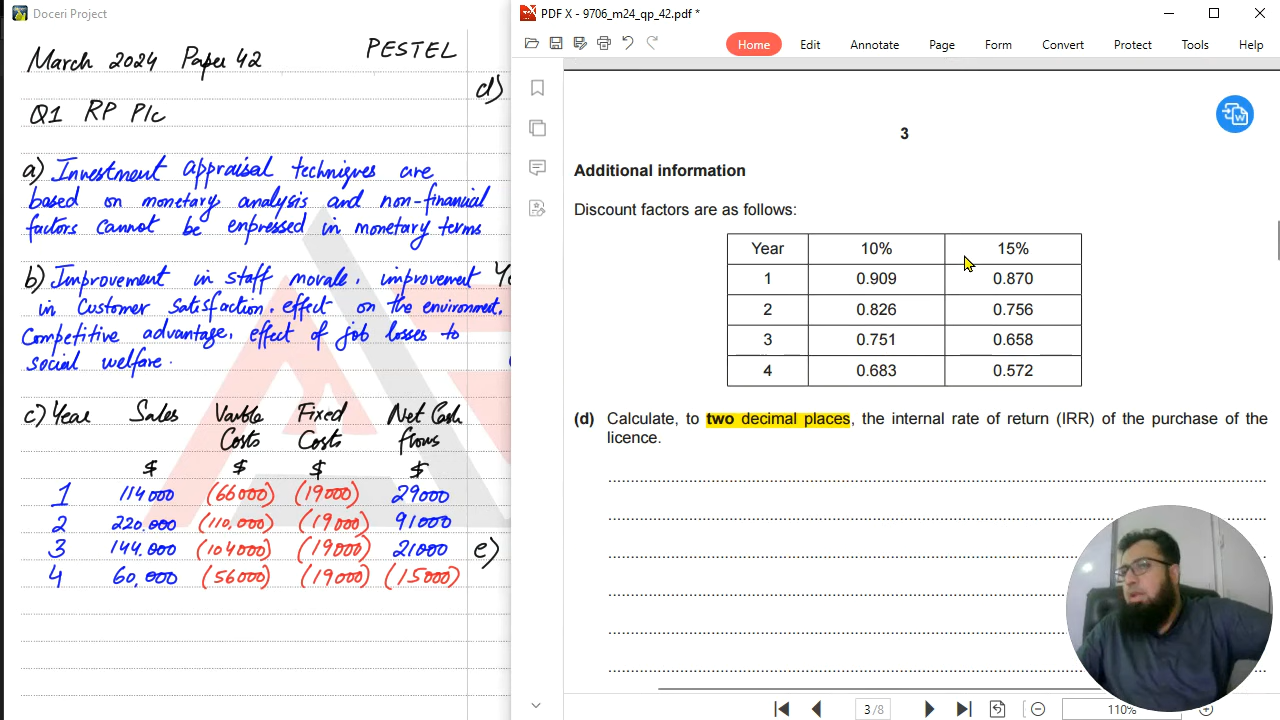 Doceri Project
March 2024 Paper 42 PESTEL
d)
Q1 RP Plc
a) Investment appraisal techniques are
based on monetary analysis and non-financial
factors cannot be enpressed in monetary terms
b) Improvement in staff morale, improvement Ye
in Customer Satisfaction, effect on the environment,
Competitive advantage, effect of job losses to
social welfare.
c) Year Sales Varble Fixed Net Cash
Costs Costs flows
$ $ $ $
1 114000 (66000) (19000) 29000
2 220.000 (110,000) (19000) 91000
3 144.000 (104000) (19000) 21000 e)
4 60,000 (56000) (19000) (15000)
PDF X - 9706_m24_qp_42.pdf *
Home Edit Annotate Page Form Convert Protect Tools Help
3
Additional information
Discount factors are as follows:
Year 10% 15%
1 0.909 0.870
2 0.826 0.756
3 0.751 0.658
4 0.683 0.572
(d) Calculate, to two decimal places, the internal rate of return (IRR) of the purchase of the
licence.
3 /8 110%